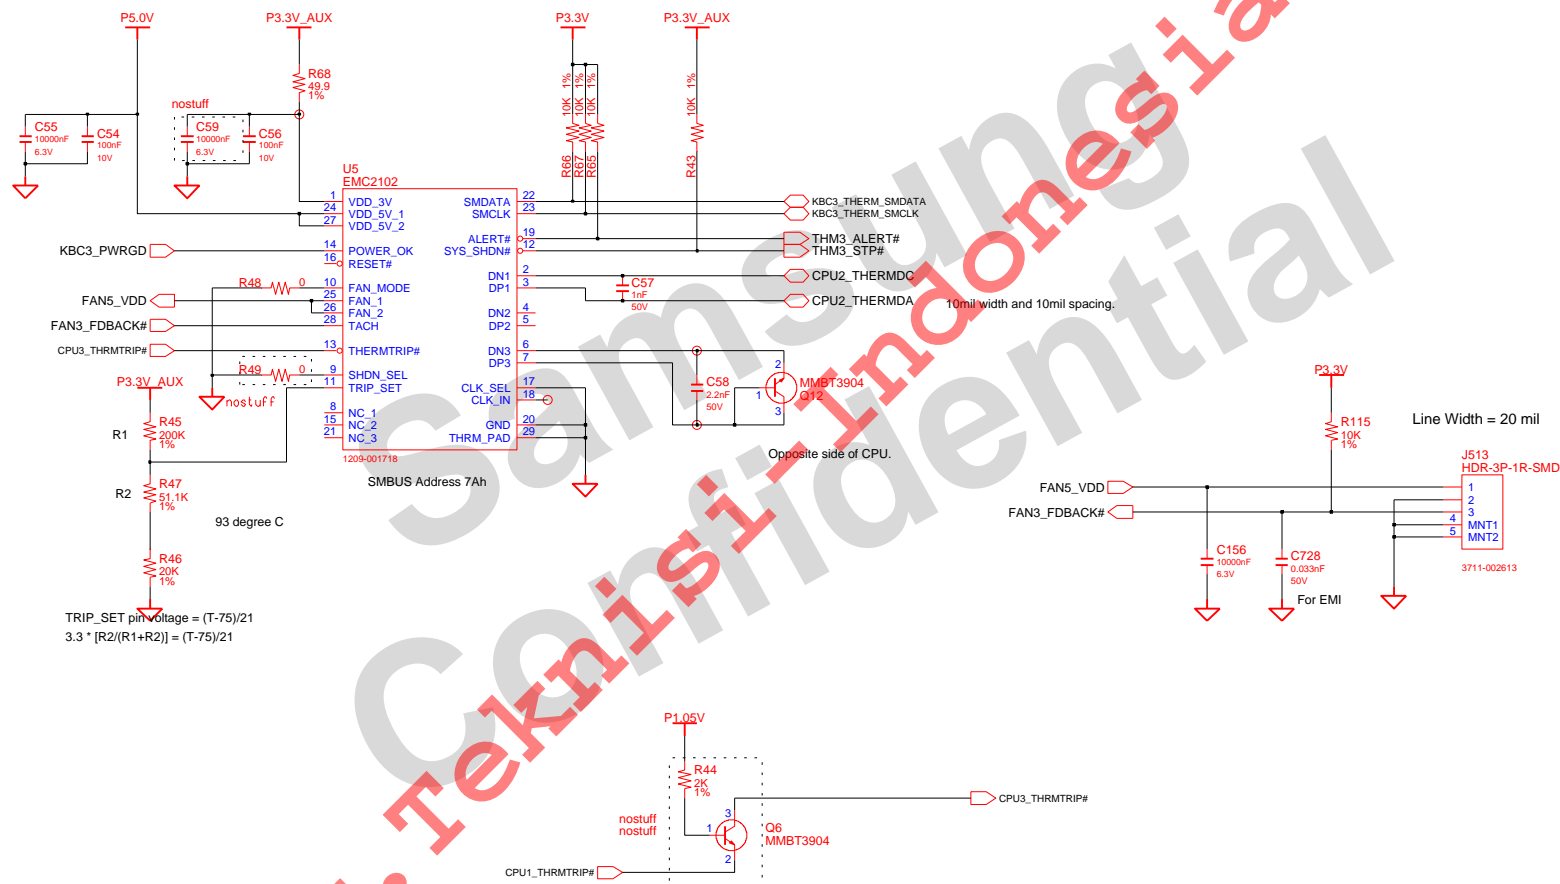 P5.0V
P3.3V_AUX
P3.3V
P3.3V_AUX
R68
49.9
1%
nostuff
C55
10000nF
6.3V
C54
100nF
10V
C59
10000nF
6.3V
C56
100nF
10V
10K 1%
10K 1%
10K 1%
10K 1%
R66
R67
R65
R43
U5
EMC2102
1 VDD_3V
24 VDD_5V_1
27 VDD_5V_2
14 POWER_OK
16 RESET#
10 FAN_MODE
25 FAN_1
26 FAN_2
28 TACH
13 THERMTRIP#
9 SHDN_SEL
11 TRIP_SET
8 NC_1
15 NC_2
21 NC_3
SMDATA 22
SMCLK 23
ALERT# 19
SYS_SHDN# 12
DN1 2
DP1 3
DN2 4
DP2 5
DN3 6
DP3 7
CLK_SEL 17
CLK_IN 18
GND 20
THRM_PAD 29
1209-001718
SMBUS Address 7Ah
KBC3_PWRGD
R48 0
FAN5_VDD
FAN3_FDBACK#
CPU3_THRMTRIP#
R49 0
nostuff
P3.3V_AUX
R1
R45
200K
1%
R2
R47
51.1K
1%
93 degree C
R46
20K
1%
TRIP_SET pin voltage = (T-75)/21
3.3 * [R2/(R1+R2)] = (T-75)/21
KBC3_THERM_SMDATA
KBC3_THERM_SMCLK
THM3_ALERT#
THM3_STP#
CPU2_THERMDC
CPU2_THERMDA
C57
1nF
50V
10mil width and 10mil spacing.
C58
2.2nF
50V
2
1
3
MMBT3904
Q12
Opposite side of CPU.
P3.3V
R115
10K
1%
Line Width = 20 mil
J513
HDR-3P-1R-SMD
1
2
3
4 MNT1
5 MNT2
3711-002613
FAN5_VDD
FAN3_FDBACK#
C156
10000nF
6.3V
C728
0.033nF
50V
For EMI
P1.05V
R44
2K
1%
nostuff
nostuff
3
1
2
Q6
MMBT3904
CPU3_THRMTRIP#
CPU1_THRMTRIP#
Samsung
Confidential
Teknisi-Indonesia